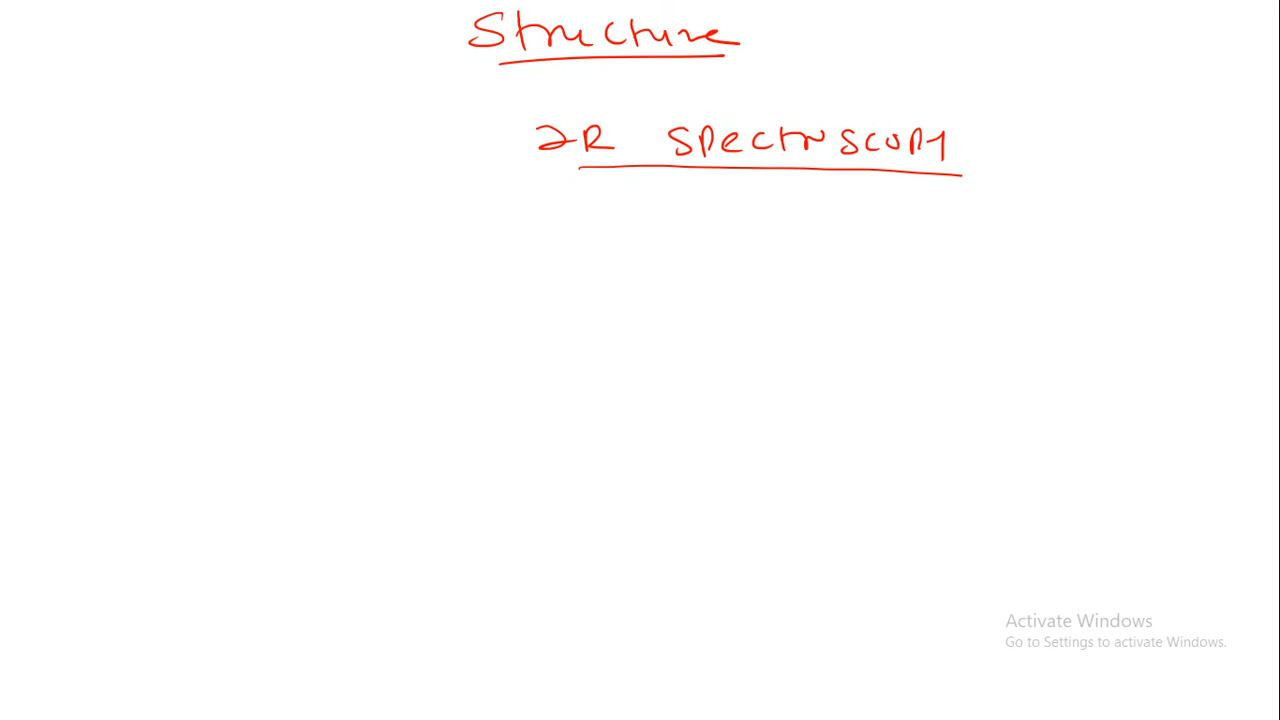 Structure
IR SPectroscopy
Activate Windows
Go to Settings to activate Windows.